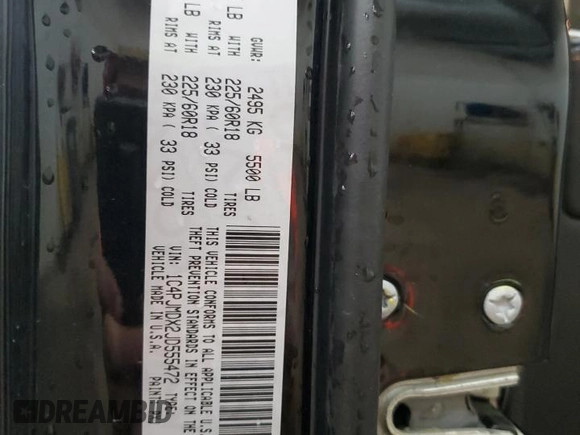 GVWR: 2495 KG 5500 LB
LB WITH 225/60R18 TIRES
RIMS AT 230 KPA ( 33 PSI) COLD
LB WITH 225/60R18 TIRES
RIMS AT 230 KPA ( 33 PSI) COLD
THIS VEHICLE CONFORMS TO ALL APPLICABLE U.S.
THEFT PREVENTION STANDARDS IN EFFECT ON THE
VIN: 1C4PJMDX2JD555472 TYPE:
VEHICLE MADE IN U.S.A. PAINT
DREAMBID